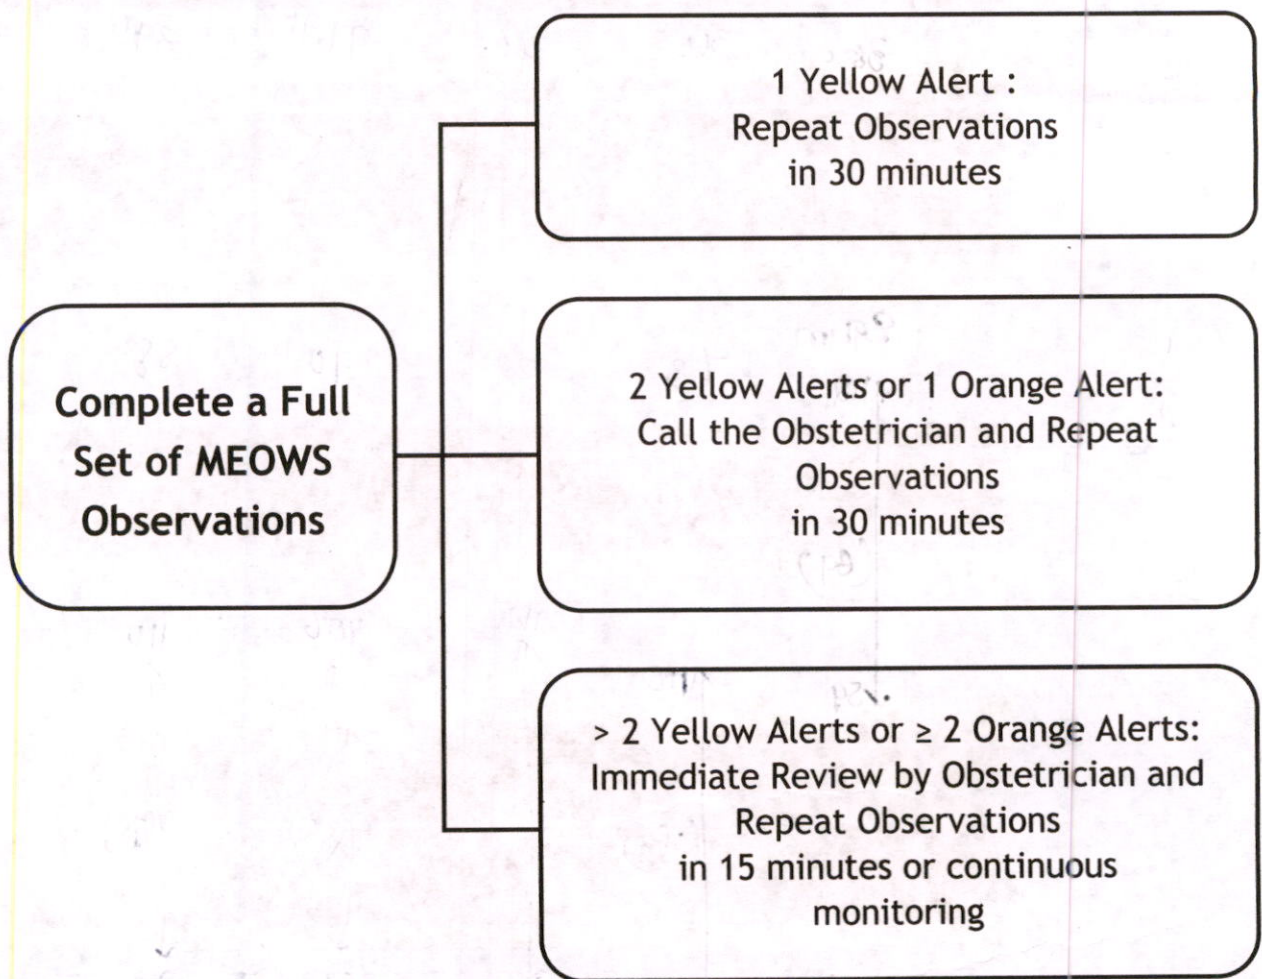 1 Yellow Alert :
Repeat Observations
in 30 minutes
Complete a Full
Set of MEOWS
Observations
2 Yellow Alerts or 1 Orange Alert:
Call the Obstetrician and Repeat
Observations
in 30 minutes
> 2 Yellow Alerts or ≥ 2 Orange Alerts:
Immediate Review by Obstetrician and
Repeat Observations
in 15 minutes or continuous
monitoring